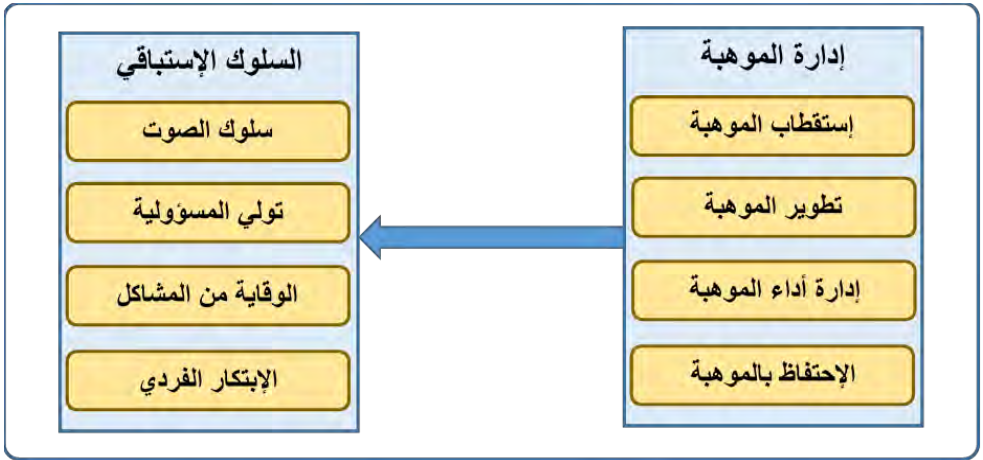 إدارة الموهبة
إستقطاب الموهبة
تطوير الموهبة
إدارة أداء الموهبة
الإحتفاظ بالموهبة
السلوك الإستباقي
سلوك الصوت
تولي المسؤولية
الوقاية من المشاكل
الإبتكار الفردي